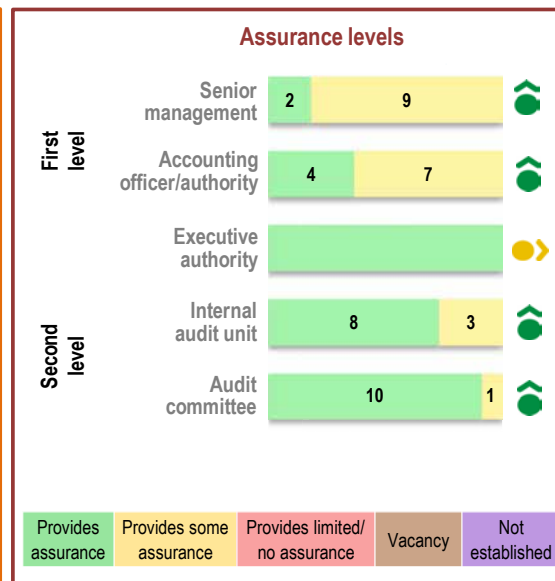 Assurance levels
First
level
Senior
management
2
9
Accounting
officer/authority
4
7
Executive
authority
Second
level
Internal
audit unit
8
3
Audit
committee
10
1
Provides
assurance
Provides some
assurance
Provides limited/
no assurance
Vacancy
Not
established